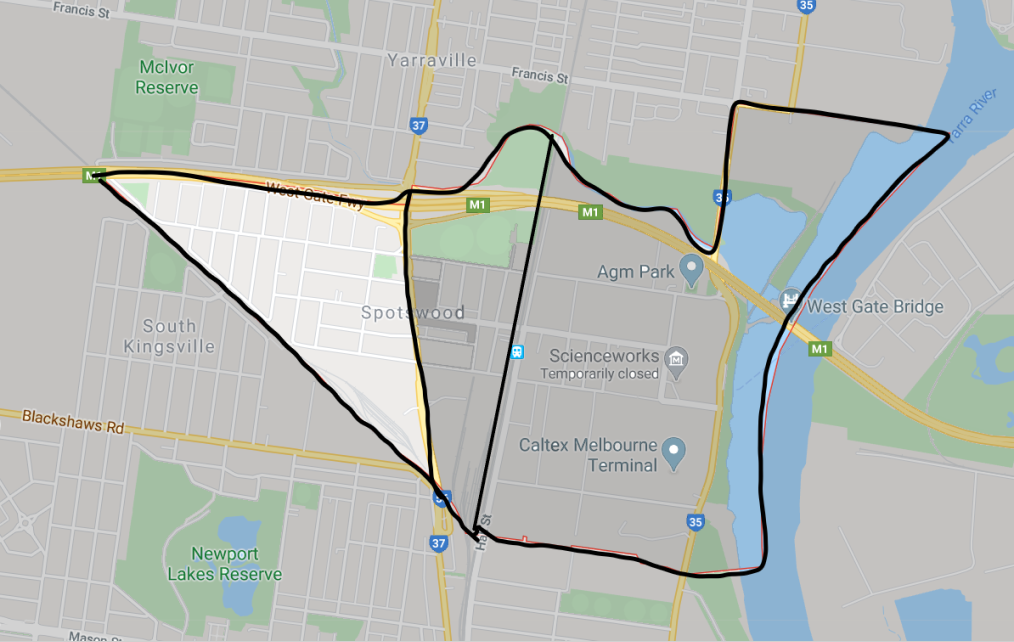 Francis St
35
Yarraville
McIvor
Reserve
Francis St
Yarra River
37
M1
West Gate Fwy
M1
M1
35
Agm Park
West Gate Bridge
Spotswood
South
Kingsville
Scienceworks
Temporarily closed
M1
Blackshaws Rd
Caltex Melbourne
Terminal
35
37
Newport
Lakes Reserve
Mason St